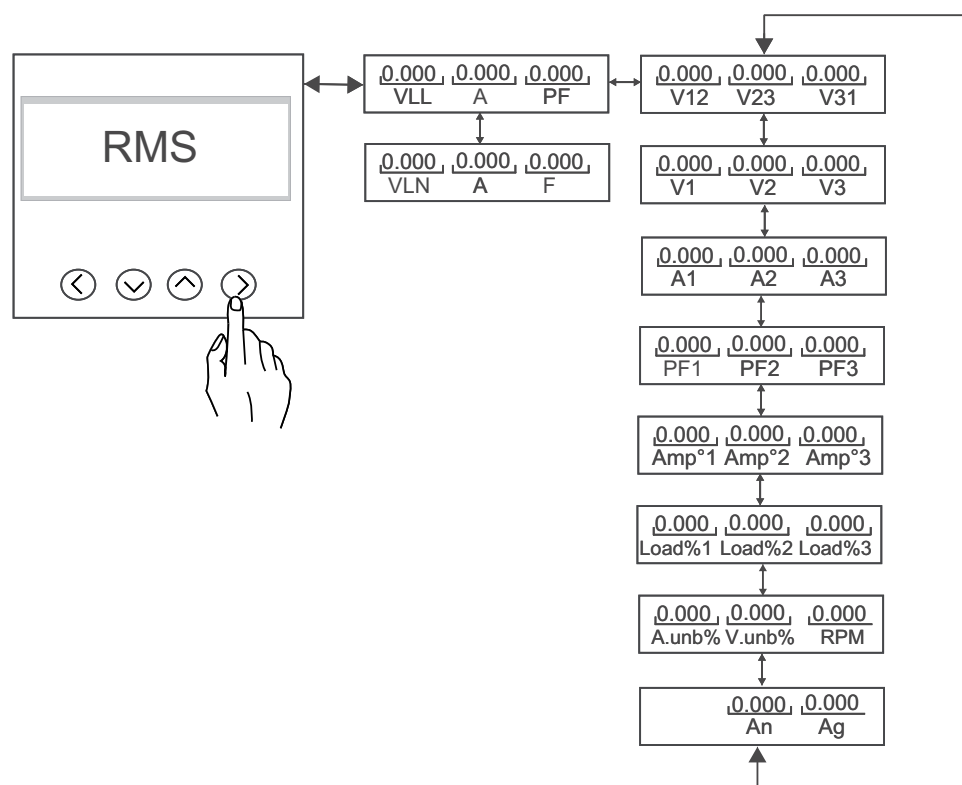 RMS
0.000 0.000 0.000
VLL A PF
0.000 0.000 0.000
VLN A F
0.000 0.000 0.000
V12 V23 V31
0.000 0.000 0.000
V1 V2 V3
0.000 0.000 0.000
A1 A2 A3
0.000 0.000 0.000
PF1 PF2 PF3
0.000 0.000 0.000
Amp°1 Amp°2 Amp°3
0.000 0.000 0.000
Load%1 Load%2 Load%3
0.000 0.000 0.000
A.unb% V.unb% RPM
0.000 0.000
An Ag